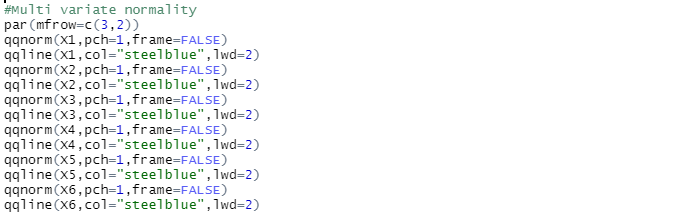 #Multi variate normality
par(mfrow=c(3,2))
qqnorm(X1,pch=1,frame=FALSE)
qqline(X1,col="steelblue",lwd=2)
qqnorm(X2,pch=1,frame=FALSE)
qqline(X2,col="steelblue",lwd=2)
qqnorm(X3,pch=1,frame=FALSE)
qqline(X3,col="steelblue",lwd=2)
qqnorm(X4,pch=1,frame=FALSE)
qqline(X4,col="steelblue",lwd=2)
qqnorm(X5,pch=1,frame=FALSE)
qqline(X5,col="steelblue",lwd=2)
qqnorm(X6,pch=1,frame=FALSE)
qqline(X6,col="steelblue",lwd=2)